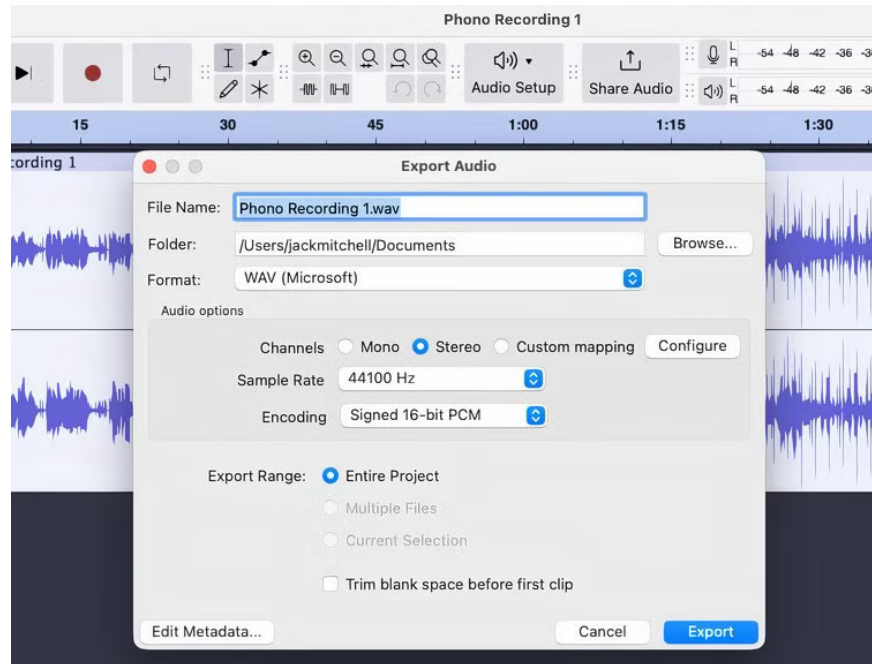 Phono Recording 1
Audio Setup
Share Audio
L
R
-54 -48 -42 -36
L
R
-54 -48 -42 -36
15 30 45 1:00 1:15 1:30
cording 1
Export Audio
File Name: Phono Recording 1.wav
Folder: /Users/jackmitchell/Documents Browse...
Format: WAV (Microsoft)
Audio options
Channels Mono Stereo Custom mapping Configure
Sample Rate 44100 Hz
Encoding Signed 16-bit PCM
Export Range: Entire Project
Multiple Files
Current Selection
Trim blank space before first clip
Edit Metadata... Cancel Export